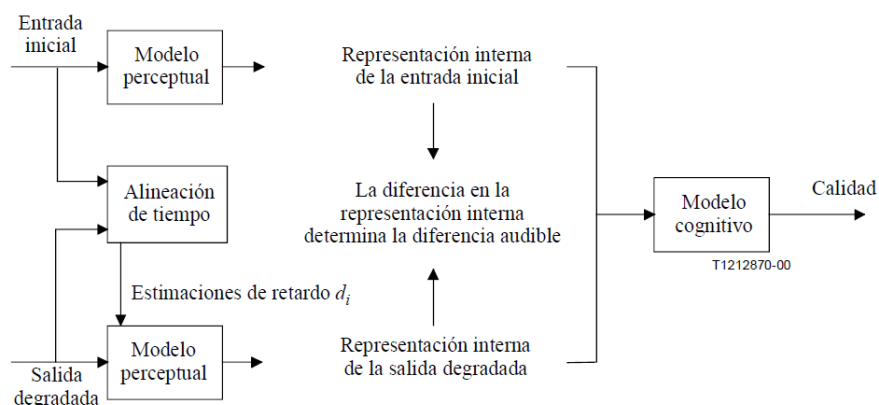 Entrada
inicial
Modelo
perceptual
Representación interna
de la entrada inicial
Alineación
de tiempo
La diferencia en la
representación interna
determina la diferencia audible
Modelo
cognitivo
Calidad
T1212870-00
Estimaciones de retardo di
Salida
degradada
Modelo
perceptual
Representación interna
de la salida degradada